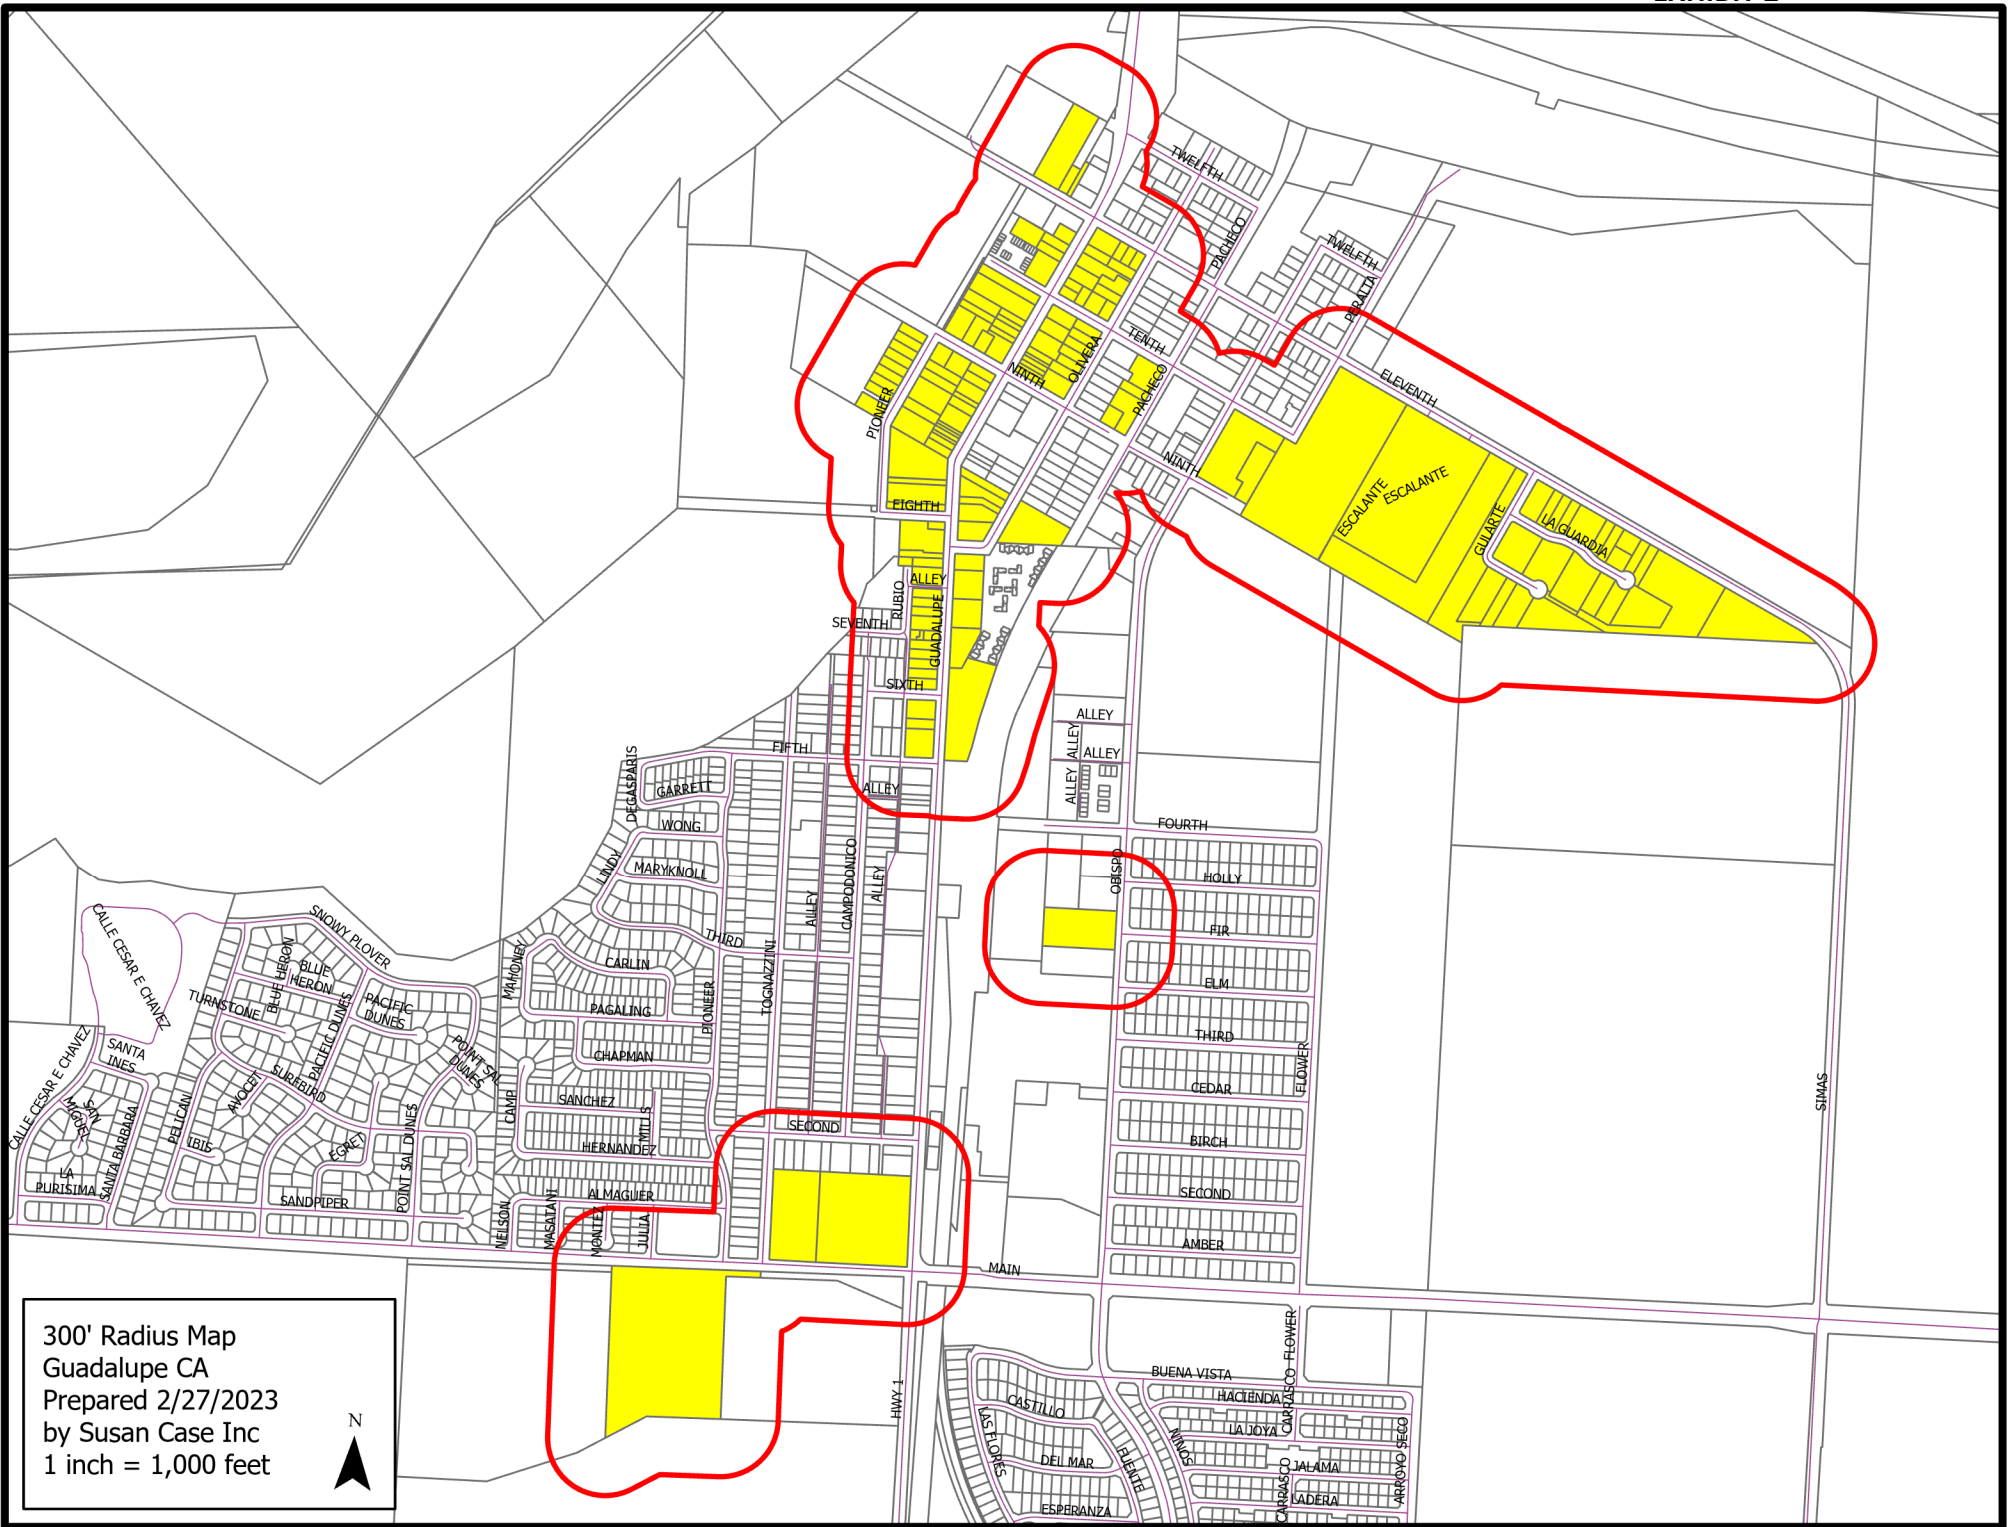 TWELFTH
PACHECO
TWELFTH
PERALTA
TENTH
OLIVERA
NINTH
PACHECO
ELEVENTH
PIONEER
NINTH
ESCALANTE
ESCALANTE
GULARTE
LA GUARDIA
EIGHTH
ALLEY
RUBIO
GUADALUPE
SEVENTH
SIXTH
ALLEY
ALLEY
ALLEY
ALLEY
FIFTH
DEGASPARIS
GARRETT
ALLEY
WONG
FOURTH
LINDY
MARYKNOLL
CAMPODONICO
ALLEY
ALLEY
OBISPO
HOLLY
FIR
ELM
THIRD
CEDAR
FLOWER
BIRCH
SECOND
AMBER
SIMAS
SNOWY PLOVER
CALLE CESAR E CHAVEZ
BLUE HERON
BLUE
HERON
TURNSTONE
PACIFIC DUNES
PACIFIC
DUNES
MAHONEY
THIRD
CARLIN
TOGNAZZINI
PIONEER
PAGALING
CHAPMAN
POINT SAL
DUNES
SANTA
INES
CALLE CESAR E CHAVEZ
SAN
MIGUEL
SURFBIRD
AVOCET
PELICAN
SANTA BARBARA
IBIS
EGRET
POINT SAL DUNES
CAMP
SANCHEZ
MILLS
HERNANDEZ
SECOND
LA
PURISIMA
SANDPIPER
NELSON
MASATANI
MONTEZ
JULIA
ALMAGUER
MAIN
HWY 1
BUENA VISTA
HACIENDA
FLOWER
CARRASCO
CASTILLO
LAS FLORES
LA JOYA
NINOS
FUENTE
DEL MAR
JALAMA
CARRASCO
LADERA
ARROYO SECO
ESPERANZA
300' Radius Map
Guadalupe CA
Prepared 2/27/2023
by Susan Case Inc
1 inch = 1,000 feet
N